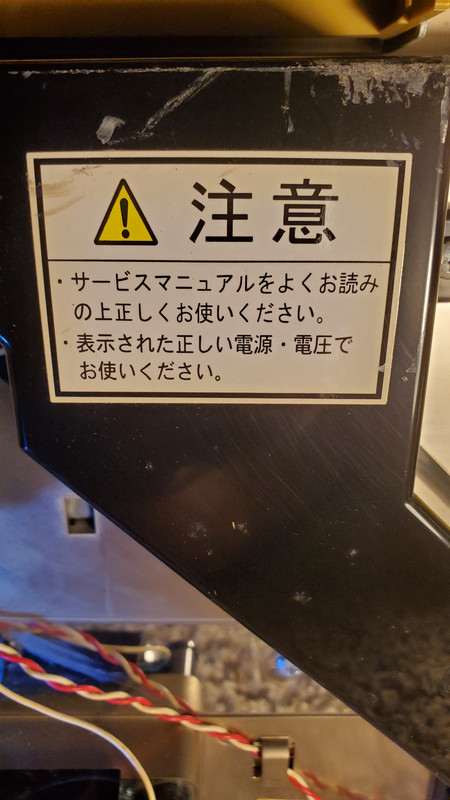 注意
・サービスマニュアルをよくお読み
の上正しくお使いください。
・表示された正しい電源・電圧で
お使いください。